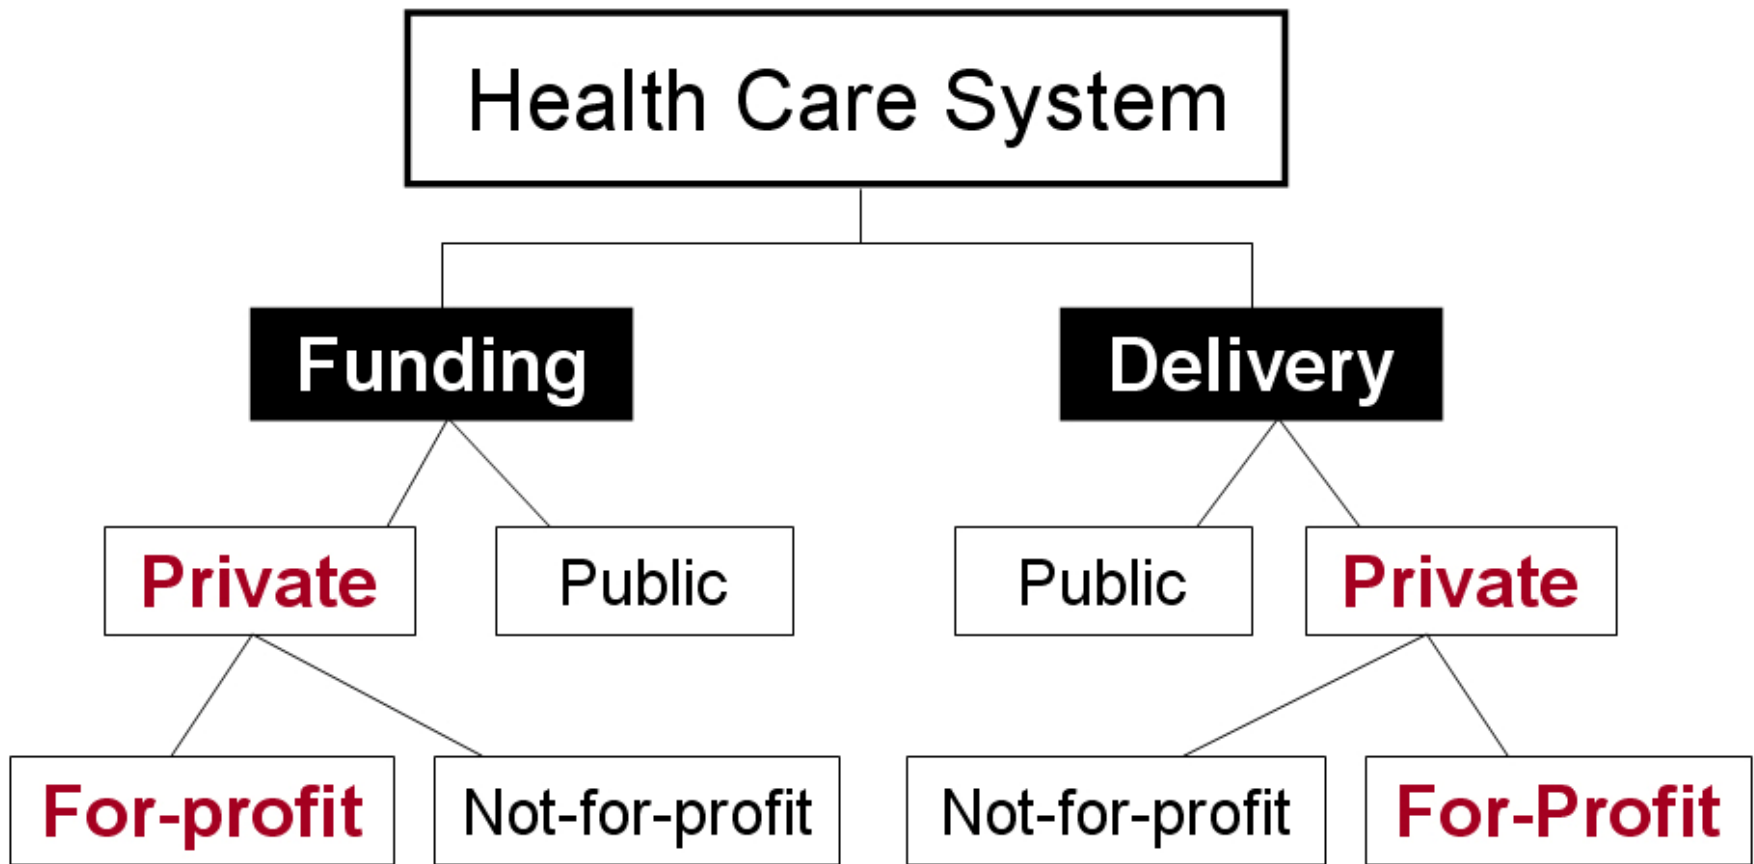 Health Care System
Funding
Delivery
Private
Public
Public
Private
For-profit
Not-for-profit
Not-for-profit
For-Profit